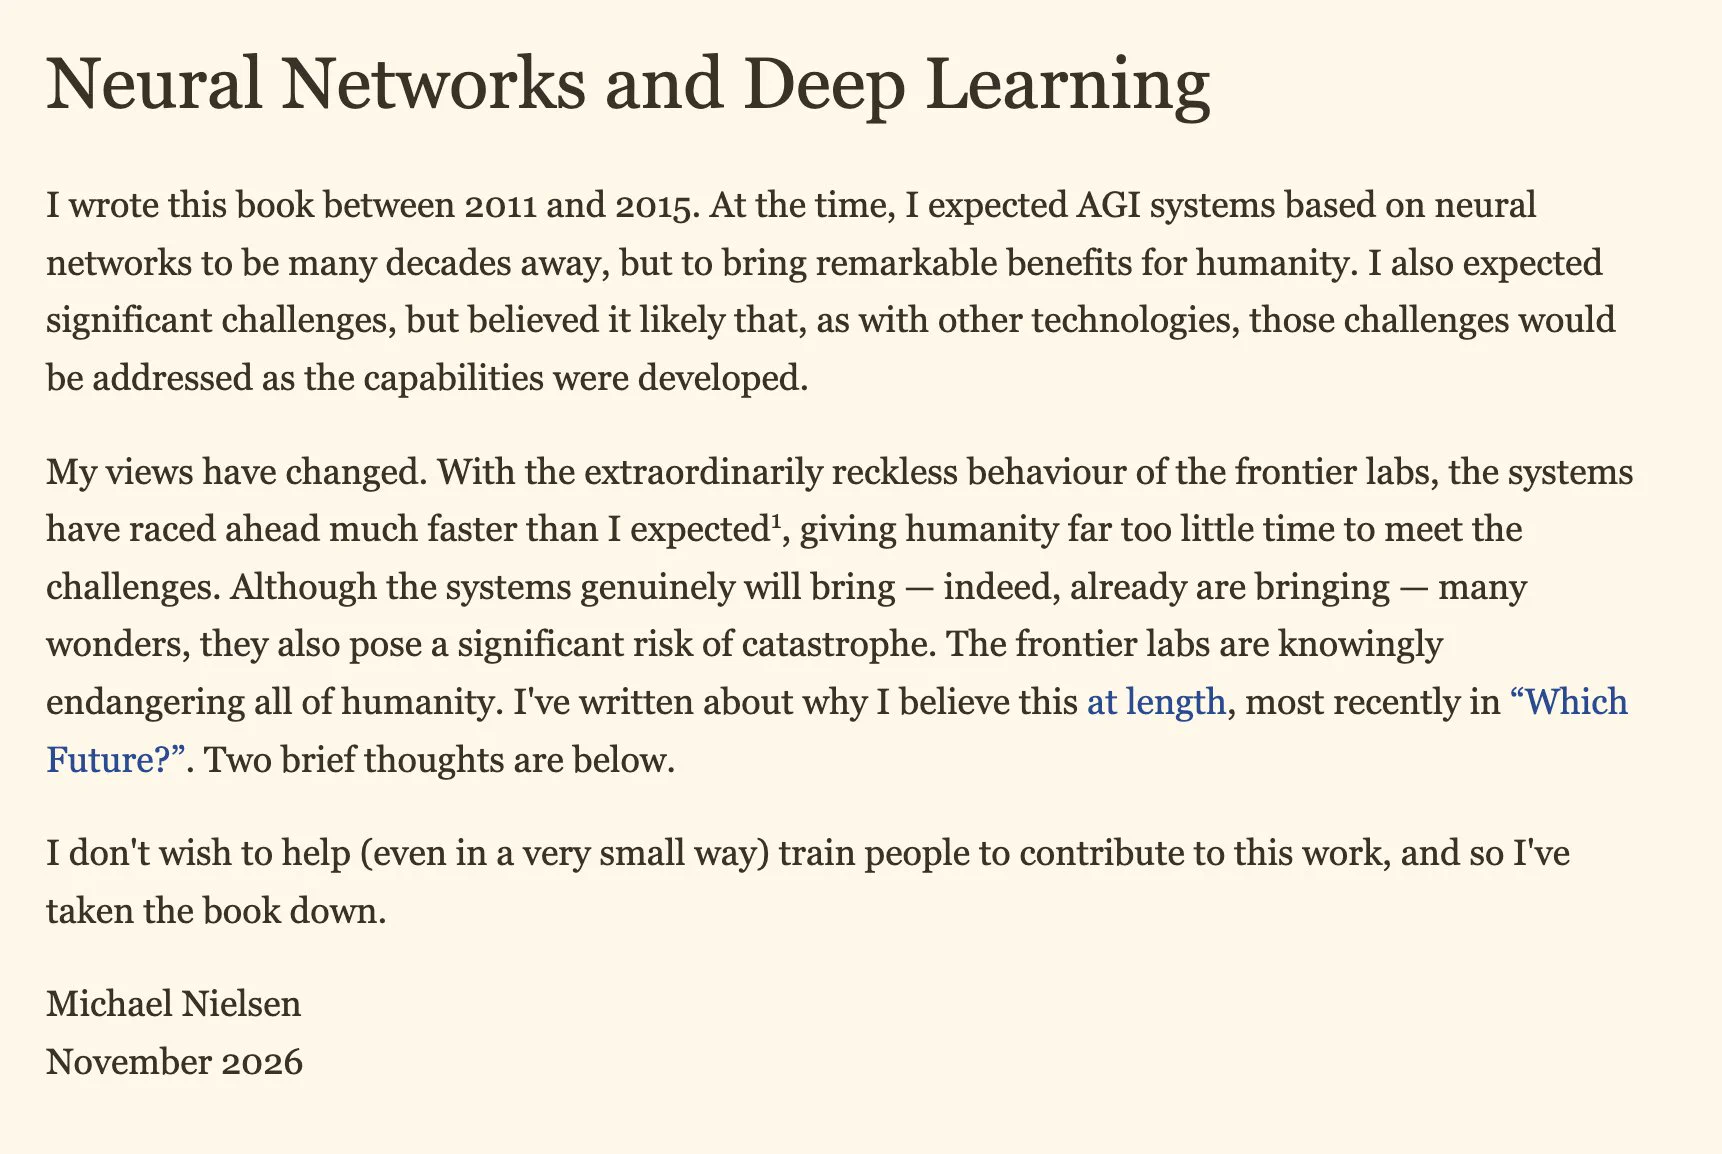 Neural Networks and Deep Learning
I wrote this book between 2011 and 2015. At the time, I expected AGI systems based on neural
networks to be many decades away, but to bring remarkable benefits for humanity. I also expected
significant challenges, but believed it likely that, as with other technologies, those challenges would
be addressed as the capabilities were developed.
My views have changed. With the extraordinarily reckless behaviour of the frontier labs, the systems
have raced ahead much faster than I expected¹, giving humanity far too little time to meet the
challenges. Although the systems genuinely will bring — indeed, already are bringing — many
wonders, they also pose a significant risk of catastrophe. The frontier labs are knowingly
endangering all of humanity. I've written about why I believe this at length, most recently in “Which
Future?”. Two brief thoughts are below.
I don't wish to help (even in a very small way) train people to contribute to this work, and so I've
taken the book down.
Michael Nielsen
November 2026